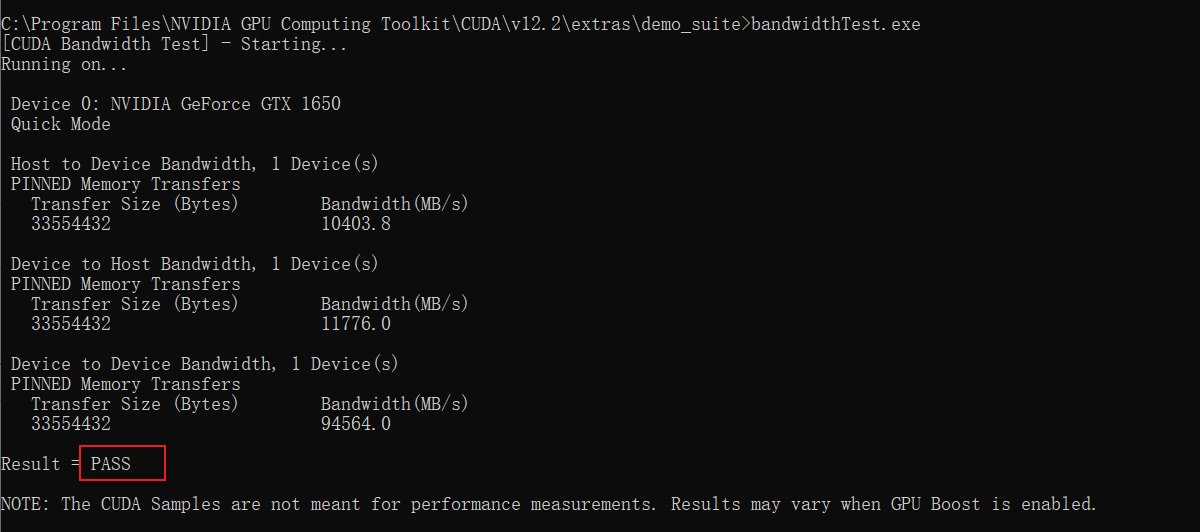 C:\Program Files\NVIDIA GPU Computing Toolkit\CUDA\v12.2\extras\demo_suite>bandwidthTest.exe
[CUDA Bandwidth Test] - Starting...
Running on...
Device 0: NVIDIA GeForce GTX 1650
Quick Mode
Host to Device Bandwidth, 1 Device(s)
PINNED Memory Transfers
Transfer Size (Bytes) Bandwidth(MB/s)
33554432 10403.8
Device to Host Bandwidth, 1 Device(s)
PINNED Memory Transfers
Transfer Size (Bytes) Bandwidth(MB/s)
33554432 11776.0
Device to Device Bandwidth, 1 Device(s)
PINNED Memory Transfers
Transfer Size (Bytes) Bandwidth(MB/s)
33554432 94564.0
Result = PASS
NOTE: The CUDA Samples are not meant for performance measurements. Results may vary when GPU Boost is enabled.